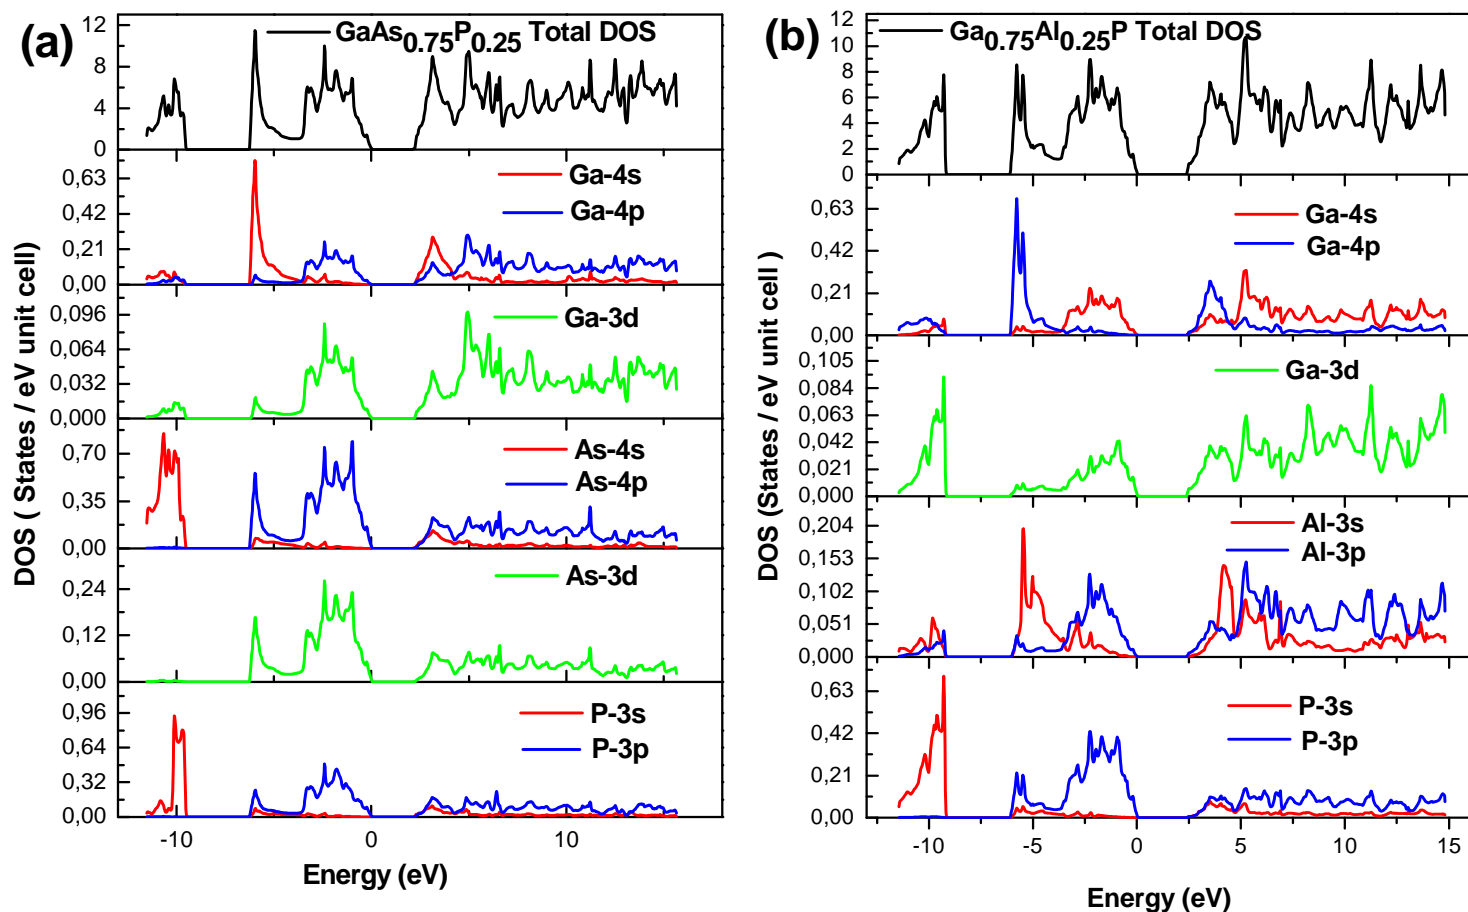 (a)
GaAs0.75P0.25 Total DOS
12
8
4
0
Ga-4s
Ga-4p
0,63
0,42
0,21
0,00
Ga-3d
0,096
0,064
0,032
0,000
As-4s
As-4p
0,70
0,35
0,00
As-3d
0,24
0,12
0,00
P-3s
P-3p
0,96
0,64
0,32
0,00
-10 0 10
Energy (eV)
DOS ( States / eV unit cell)
(b)
Ga0.75Al0.25P Total DOS
12
10
8
6
4
2
0
Ga-4s
Ga-4p
0,63
0,42
0,21
0,00
Ga-3d
0,105
0,084
0,063
0,042
0,021
0,000
Al-3s
Al-3p
0,204
0,153
0,102
0,051
0,000
P-3s
P-3p
0,63
0,42
0,21
0,00
-10 -5 0 5 10 15
Energy (eV)
DOS (States / eV unit cell)